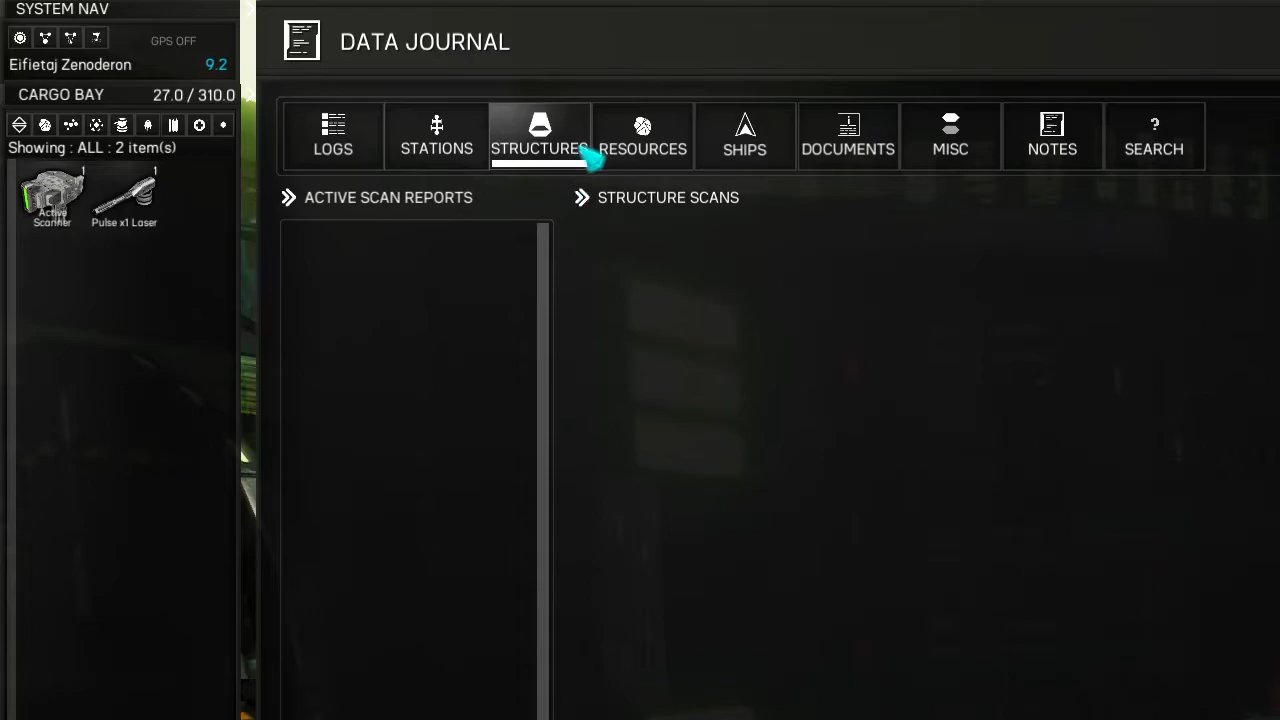 SYSTEM NAV
GPS OFF
Eifietaj Zenoderon 9.2
CARGO BAY 27.0 / 310.0
Showing : ALL : 2 item(s)
1 1
Active
Scanner
Pulse x1 Laser
DATA JOURNAL
LOGS STATIONS STRUCTURES RESOURCES SHIPS DOCUMENTS MISC NOTES SEARCH
ACTIVE SCAN REPORTS STRUCTURE SCANS